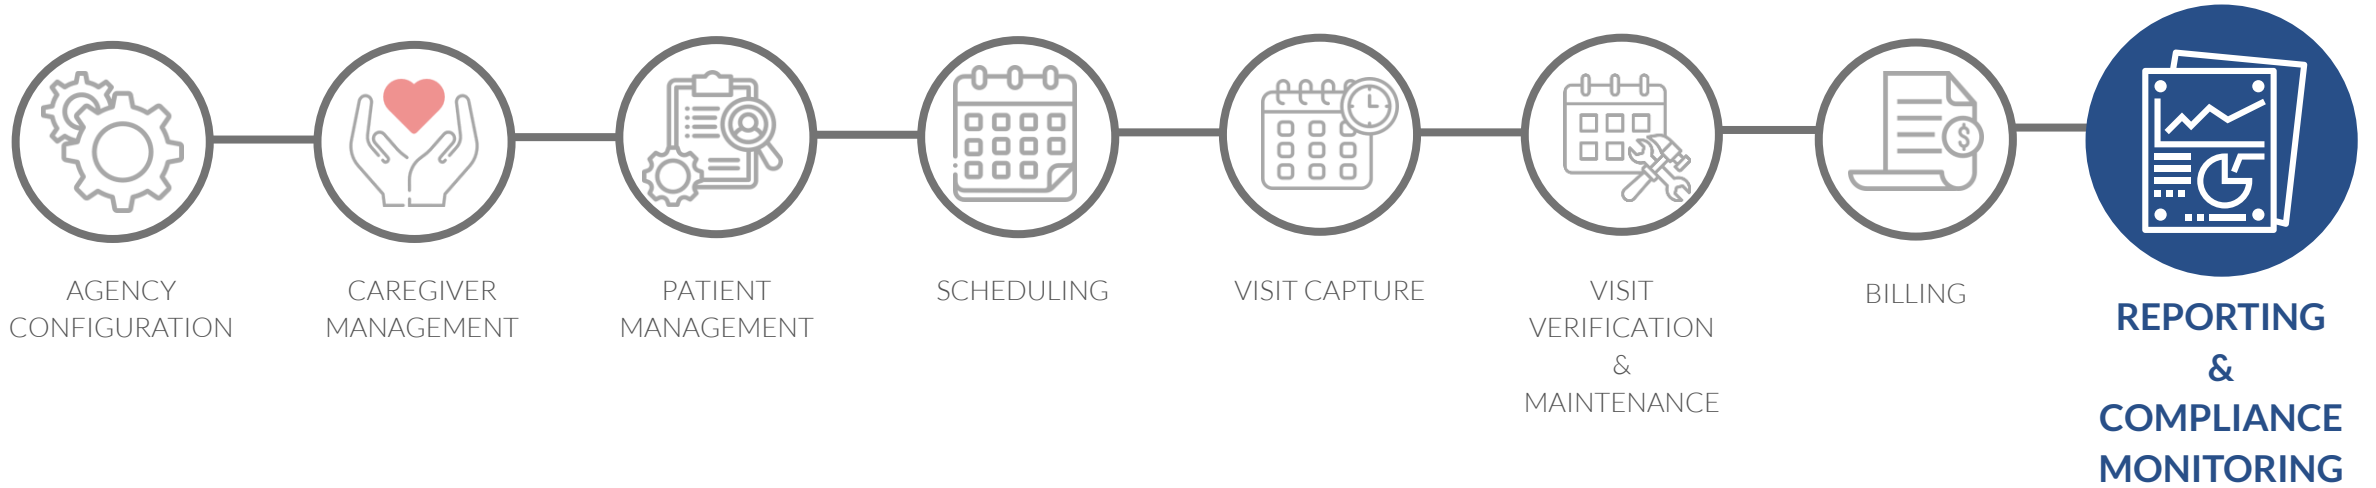 AGENCY
CONFIGURATION
CAREGIVER
MANAGEMENT
PATIENT
MANAGEMENT
SCHEDULING
VISIT CAPTURE
VISIT
VERIFICATION
&
MAINTENANCE
$
BILLING
REPORTING
&
COMPLIANCE
MONITORING